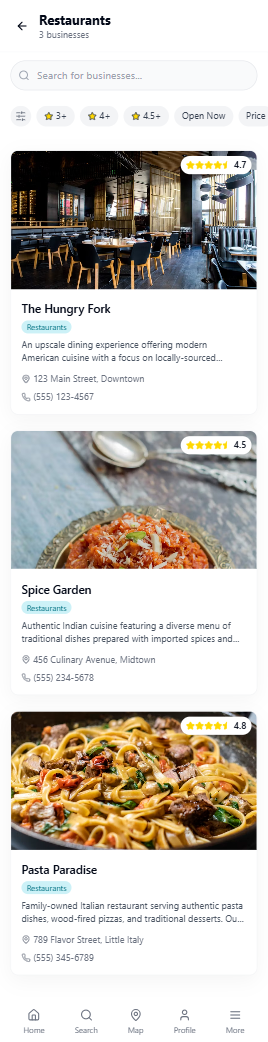 Restaurants
3 businesses
Search for businesses...
3+
4+
4.5+
Open Now
Price
4.7
The Hungry Fork
Restaurants
An upscale dining experience offering modern
American cuisine with a focus on locally-sourced...
123 Main Street, Downtown
(555) 123-4567
4.5
Spice Garden
Restaurants
Authentic Indian cuisine featuring a diverse menu of
traditional dishes prepared with imported spices and...
456 Culinary Avenue, Midtown
(555) 234-5678
4.8
Pasta Paradise
Restaurants
Family-owned Italian restaurant serving authentic pasta
dishes, wood-fired pizzas, and traditional desserts. Ou...
789 Flavor Street, Little Italy
(555) 345-6789
Home Search Map Profile More